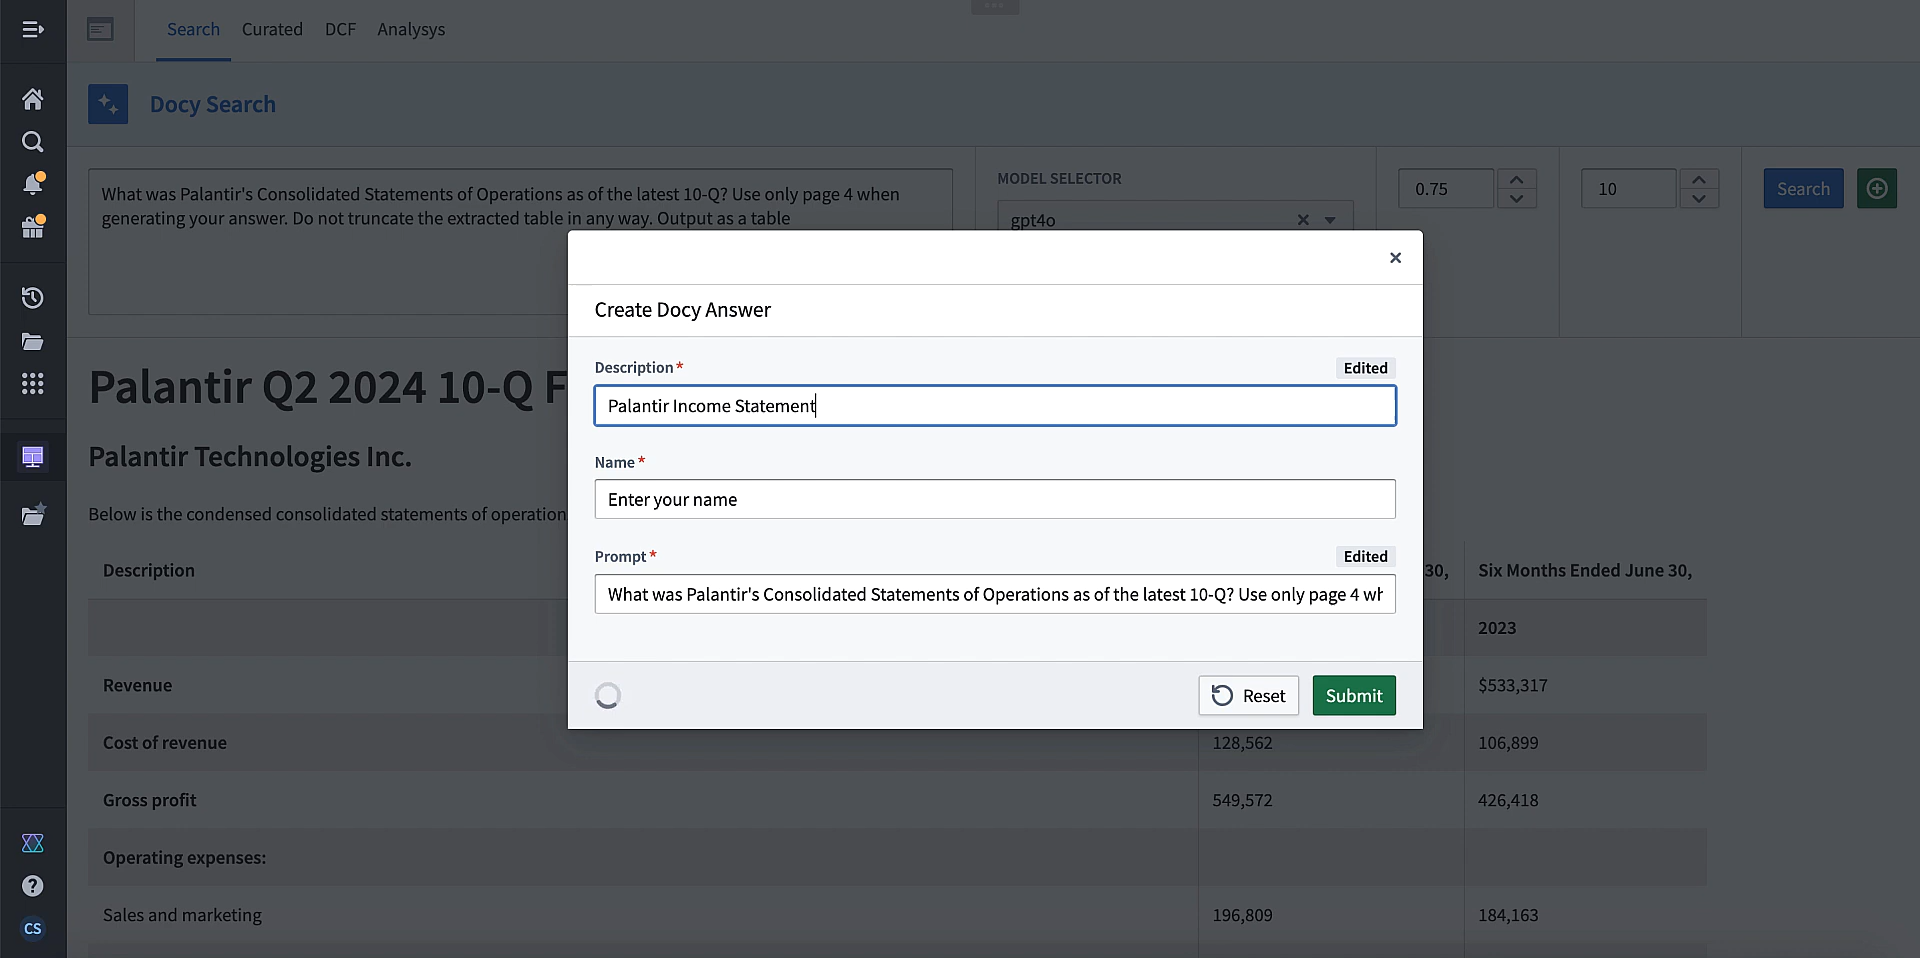 Search Curated DCF Analysys
Docy Search
What was Palantir's Consolidated Statements of Operations as of the latest 10-Q? Use only page 4 when
generating your answer. Do not truncate the extracted table in any way. Output as a table
MODEL SELECTOR
gpt4o
0.75
10
Search
Create Docy Answer
Description*
Edited
Palantir Income Statement
Name*
Enter your name
Prompt*
Edited
What was Palantir's Consolidated Statements of Operations as of the latest 10-Q? Use only page 4 wh
Reset
Submit
Palantir Q2 2024 10-Q F
Palantir Technologies Inc.
Below is the condensed consolidated statements of operation
Description 30, Six Months Ended June 30,
2023
Revenue $533,317
Cost of revenue 128,562 106,899
Gross profit 549,572 426,418
Operating expenses:
Sales and marketing 196,809 184,163
CS